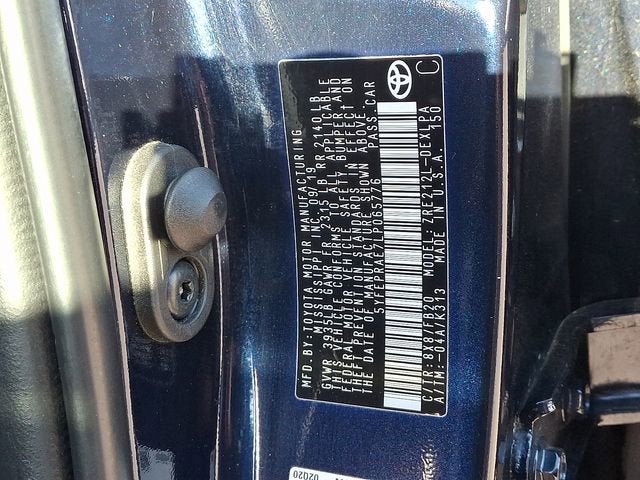 MFD.BY:TOYOTA MOTOR MANUFACTURING
MISSISSIPPI INC. 09/19
GVWR 3935LB GAWR FR 2315 LB RR 2140LB
THIS VEHICLE CONFORMS TO ALL APPLICABLE
FEDERAL MOTOR VEHICLE SAFETY, BUMPER AND
THEFT PREVENTION STANDARDS IN EFFECT ON
THE DATE OF MANUFACTURE SHOWN ABOVE.
5YFEPRAE7LP065776 PASS.CAR
C/TR:8X8/FB20 MODEL: ZRE212L-DEXLPA
A/TM:-04A/K313 MADE IN U.S.A. 150
C
02020